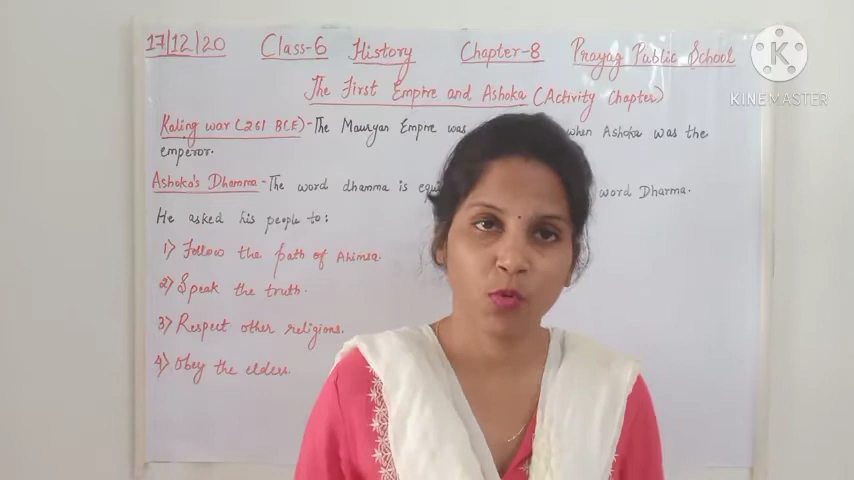 17/12/20 Class-6 History Chapter-8 Prayag Public School
The First Empire and Ashoka (Activity Chapter)
Kaling war (261 BCE) - The Mauryan Empire was when Ashoka was the
emperor.
Ashoka's Dhamma - The word dhamma is word Dharma.
He asked his people to:
1) Follow the path of Ahimsa.
2) Speak the truth.
3) Respect other religions.
4) Obey the elders.
KINEMASTER